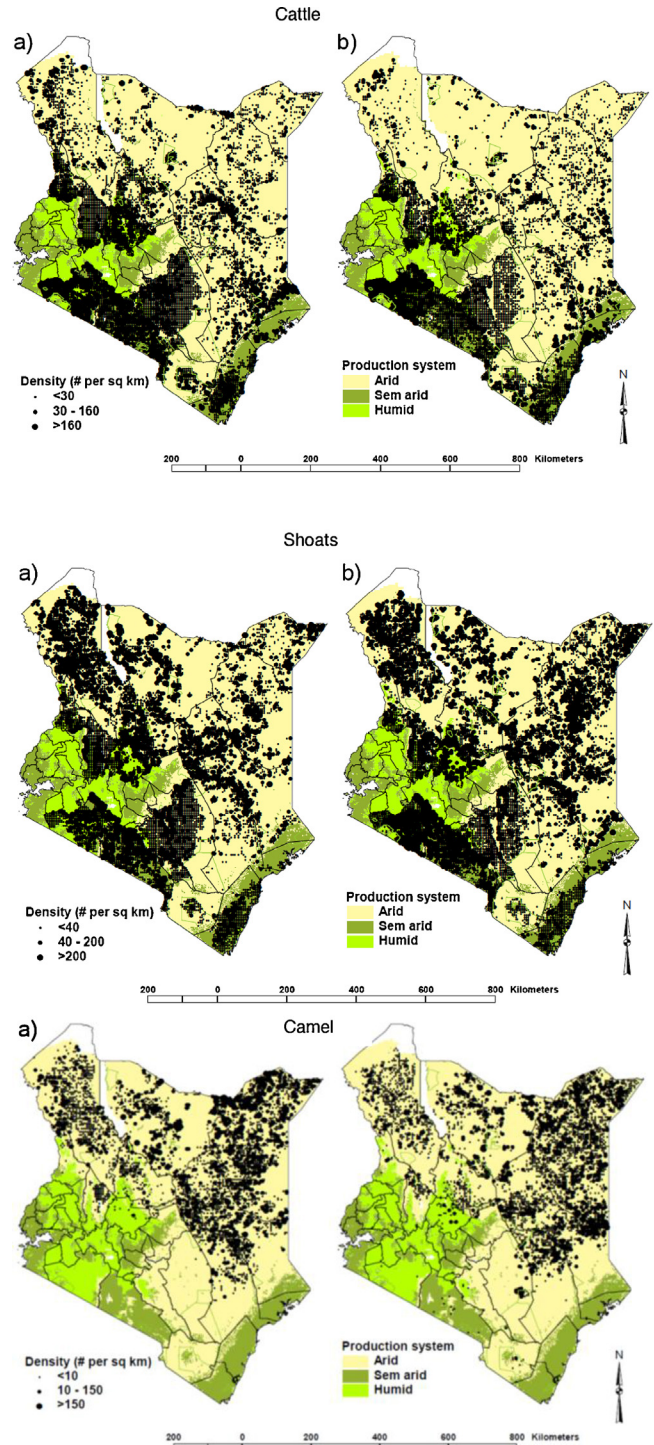 Cattle
a)
b)
Density (# per sq km)
<30
30 - 160
>160
Production system
Arid
Sem arid
Humid
N
200 0 200 400 600 800 Kilometers
Shoats
a)
b)
Density (# per sq km)
<40
40 - 200
>200
Production system
Arid
Sem arid
Humid
N
200 0 200 400 600 800 Kilometers
a)
Camel
Density (# per sq km)
<10
10 - 150
>150
Production system
Arid
Sem arid
Humid
N
200 0 200 400 600 800 Kilometers